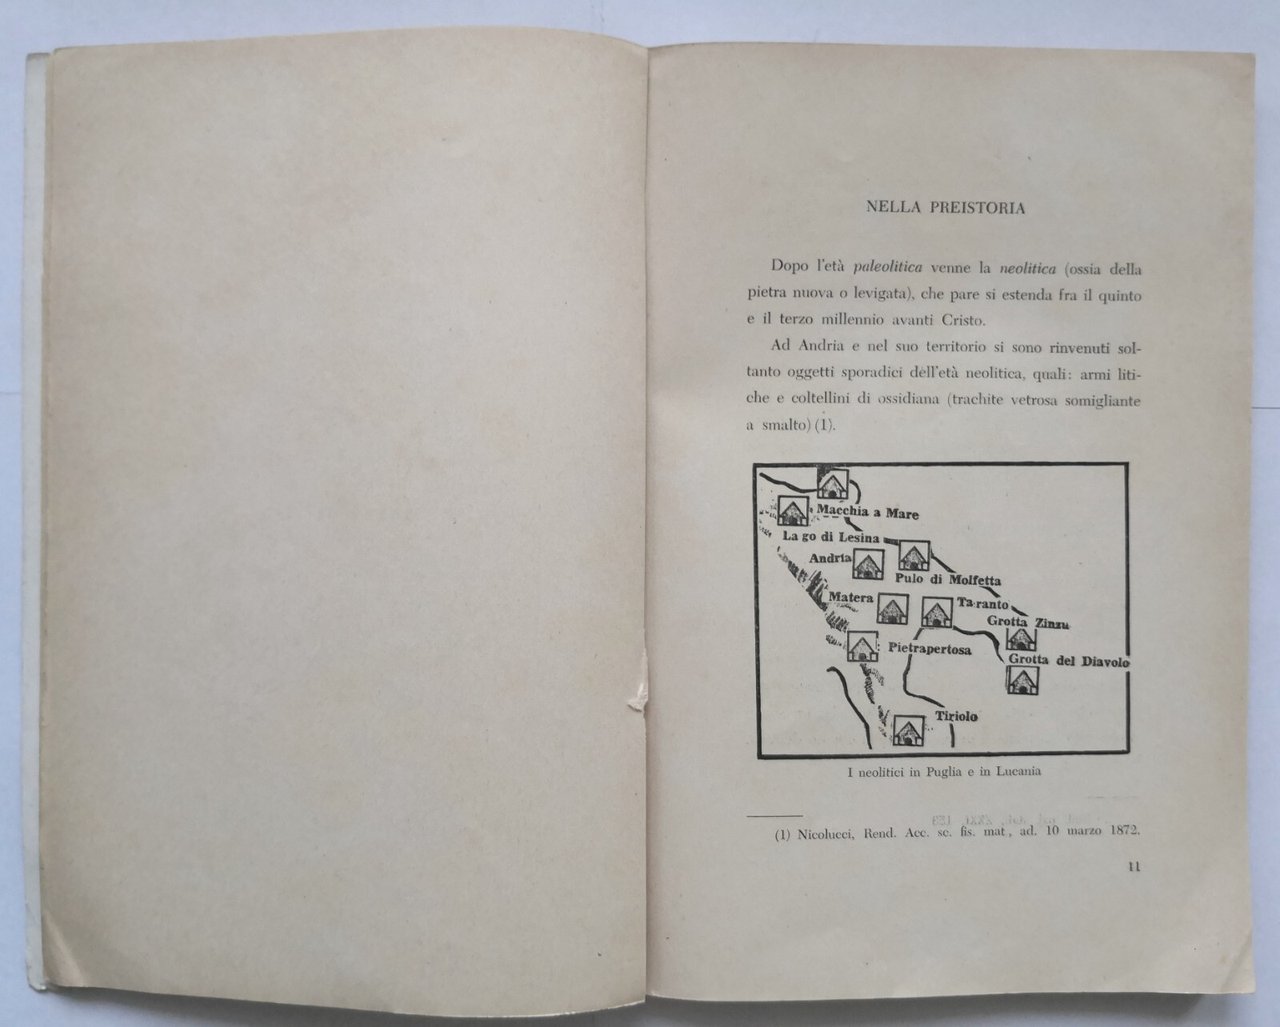 NELLA PREISTORIA
Dopo l'età paleolitica venne la neolitica (ossia della
pietra nuova o levigata), che pare si estenda fra il quinto
e il terzo millennio avanti Cristo.
Ad Andria e nel suo territorio si sono rinvenuti sol-
tanto oggetti sporadici dell'età neolitica, quali: armi liti-
che e coltellini di ossidiana (trachite vetrosa somigliante
a smalto) (1).
Macchia a Mare
Lago di Lesina
Andria
Pulo di Molfetta
Matera
Taranto
Grotta Zinzu
Pietrapertosa
Grotta del Diavolo
Tiriolo
I neolitici in Puglia e in Lucania
(1) Nicolucci, Rend. Acc. sc. fis. mat, ad. 10 marzo 1872.
11